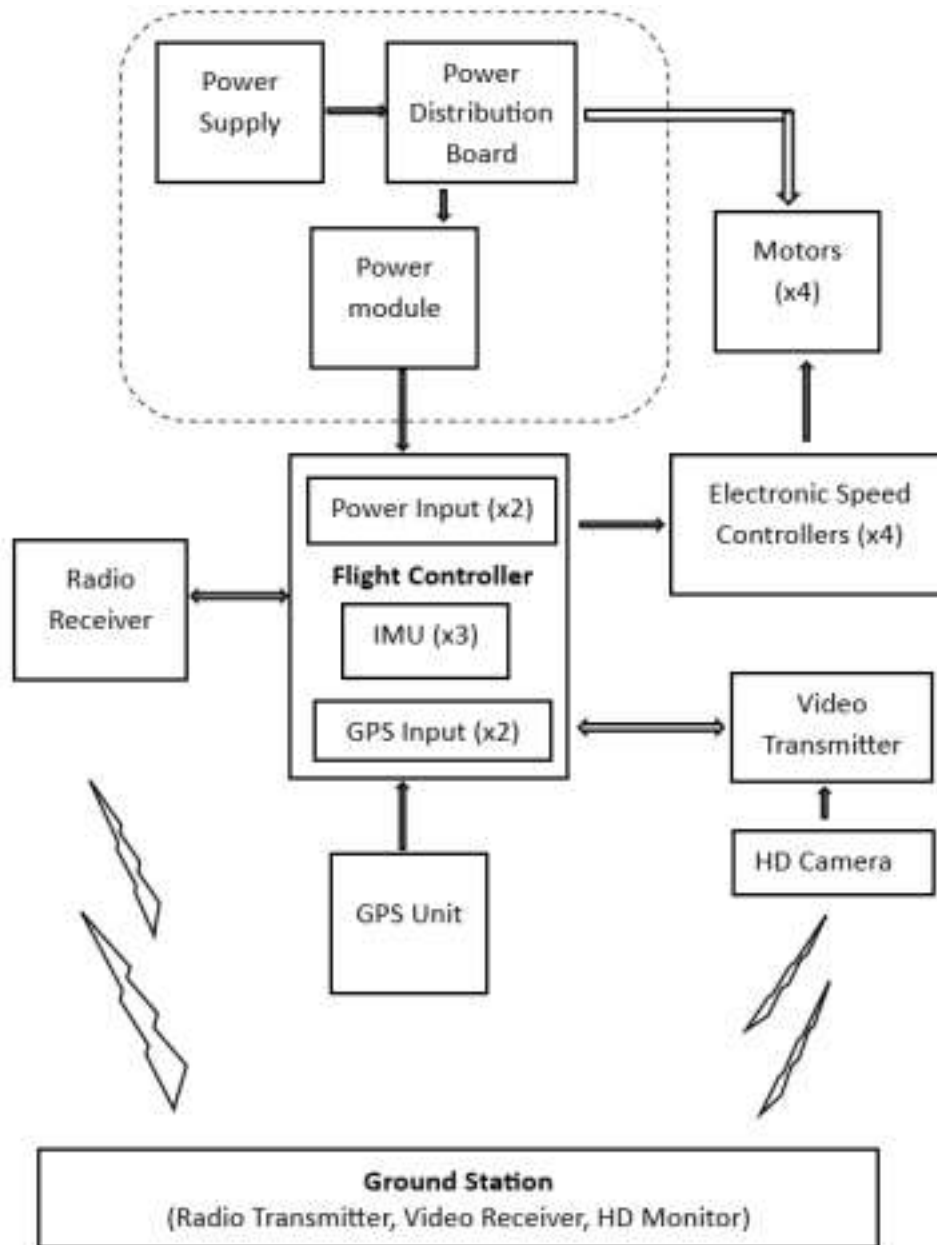 Power
Supply
Power
Distribution
Board
Power
module
Motors
(x4)
Power Input (x2)
Flight Controller
IMU (x3)
GPS Input (x2)
Electronic Speed
Controllers (x4)
Radio
Receiver
Video
Transmitter
HD Camera
GPS Unit
Ground Station
(Radio Transmitter, Video Receiver, HD Monitor)